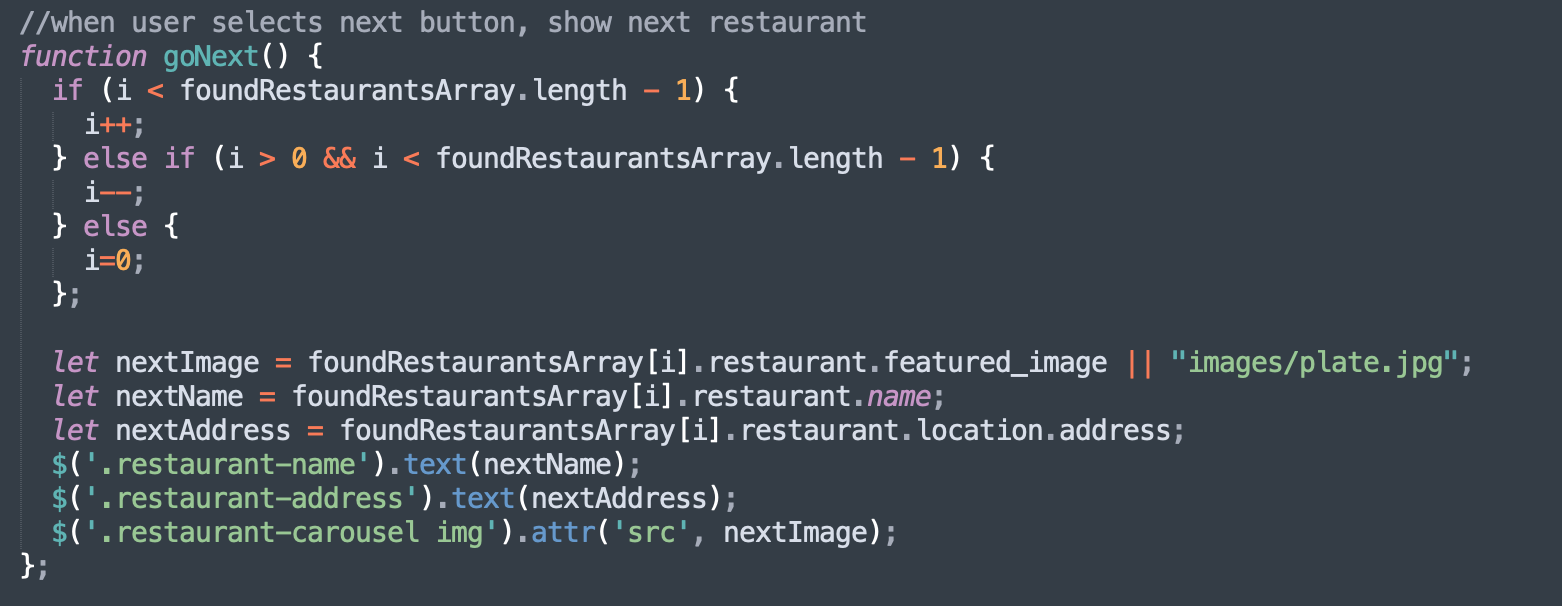 //when user selects next button, show next restaurant
function goNext() {
  if (i < foundRestaurantsArray.length - 1) {
    i++;
  } else if (i > 0 && i < foundRestaurantsArray.length - 1) {
    i--;
  } else {
    i=0;
  };

  let nextImage = foundRestaurantsArray[i].restaurant.featured_image || "images/plate.jpg";
  let nextName = foundRestaurantsArray[i].restaurant.name;
  let nextAddress = foundRestaurantsArray[i].restaurant.location.address;
  $('.restaurant-name').text(nextName);
  $('.restaurant-address').text(nextAddress);
  $('.restaurant-carousel img').attr('src', nextImage);
};